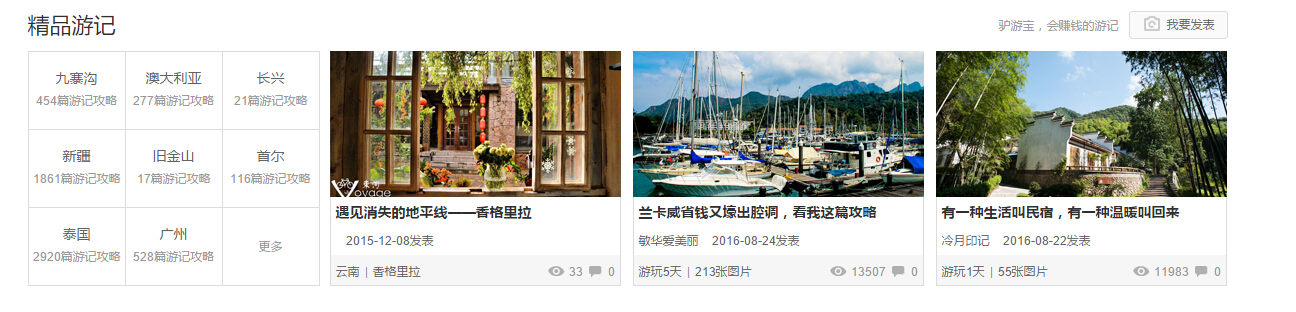 精品游记
驴游宝，会赚钱的游记
我要发表
九寨沟
454篇游记攻略
澳大利亚
277篇游记攻略
长兴
21篇游记攻略
新疆
1861篇游记攻略
旧金山
17篇游记攻略
首尔
116篇游记攻略
泰国
2920篇游记攻略
广州
528篇游记攻略
更多
Voyage
遇见消失的地平线——香格里拉
2015-12-08发表
云南 | 香格里拉
33 0
兰卡威省钱又壕出腔调，看我这篇攻略
敏华爱美丽 2016-08-24发表
游玩5天 | 213张图片
13507 0
有一种生活叫民宿，有一种温暖叫回来
冷月印记 2016-08-22发表
游玩1天 | 55张图片
11983 0